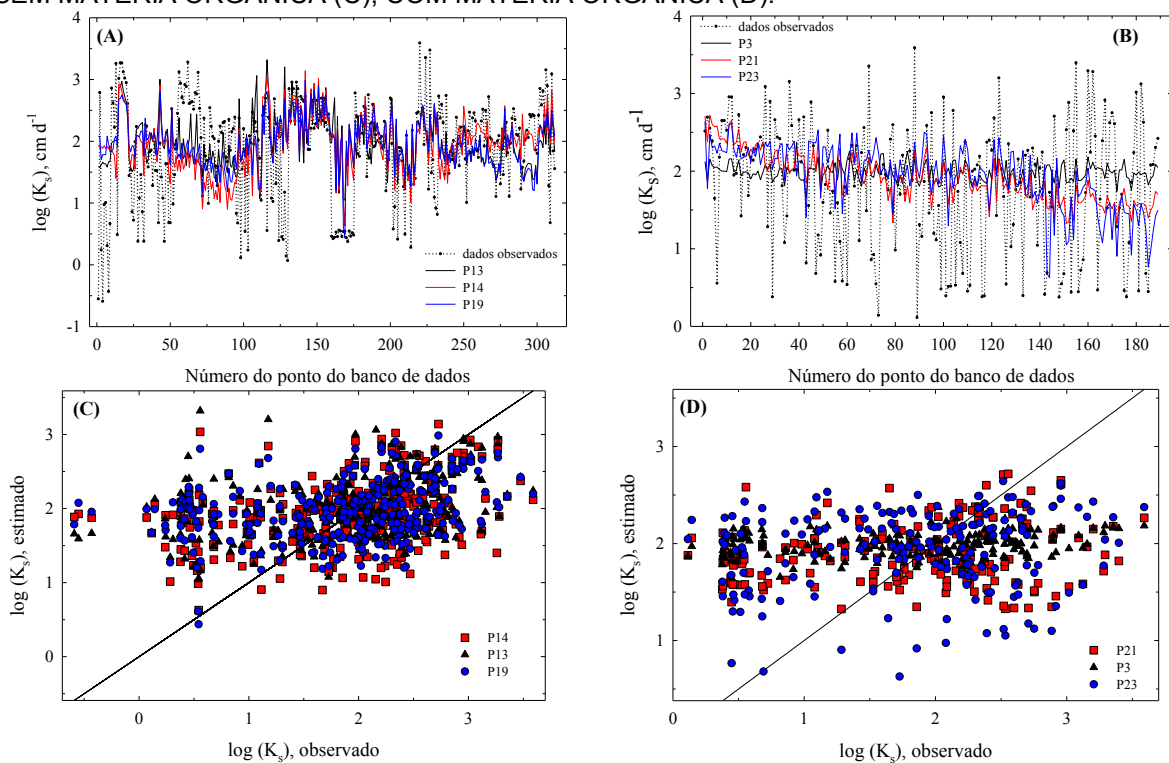 SEM MATÉRIA ORGÂNICA (C), COM MATÉRIA ORGÂNICA (D).
(A)
log (Ks), cm d-1
4
3
2
1
0
-1
dados observados
P13
P14
P19
0 50 100 150 200 250 300
Número do ponto do banco de dados
dados observados
P3
P21
P23
(B)
log (KS), cm d-1
4
3
2
1
0
0 20 40 60 80 100 120 140 160 180
Número do ponto do banco de dados
(C)
log (Ks), estimado
3
2
1
0
P14
P13
P19
0 1 2 3
log (Ks), observado
(D)
log (Ks), estimado
3
2
1
P21
P3
P23
0 1 2 3
log (Ks), observado